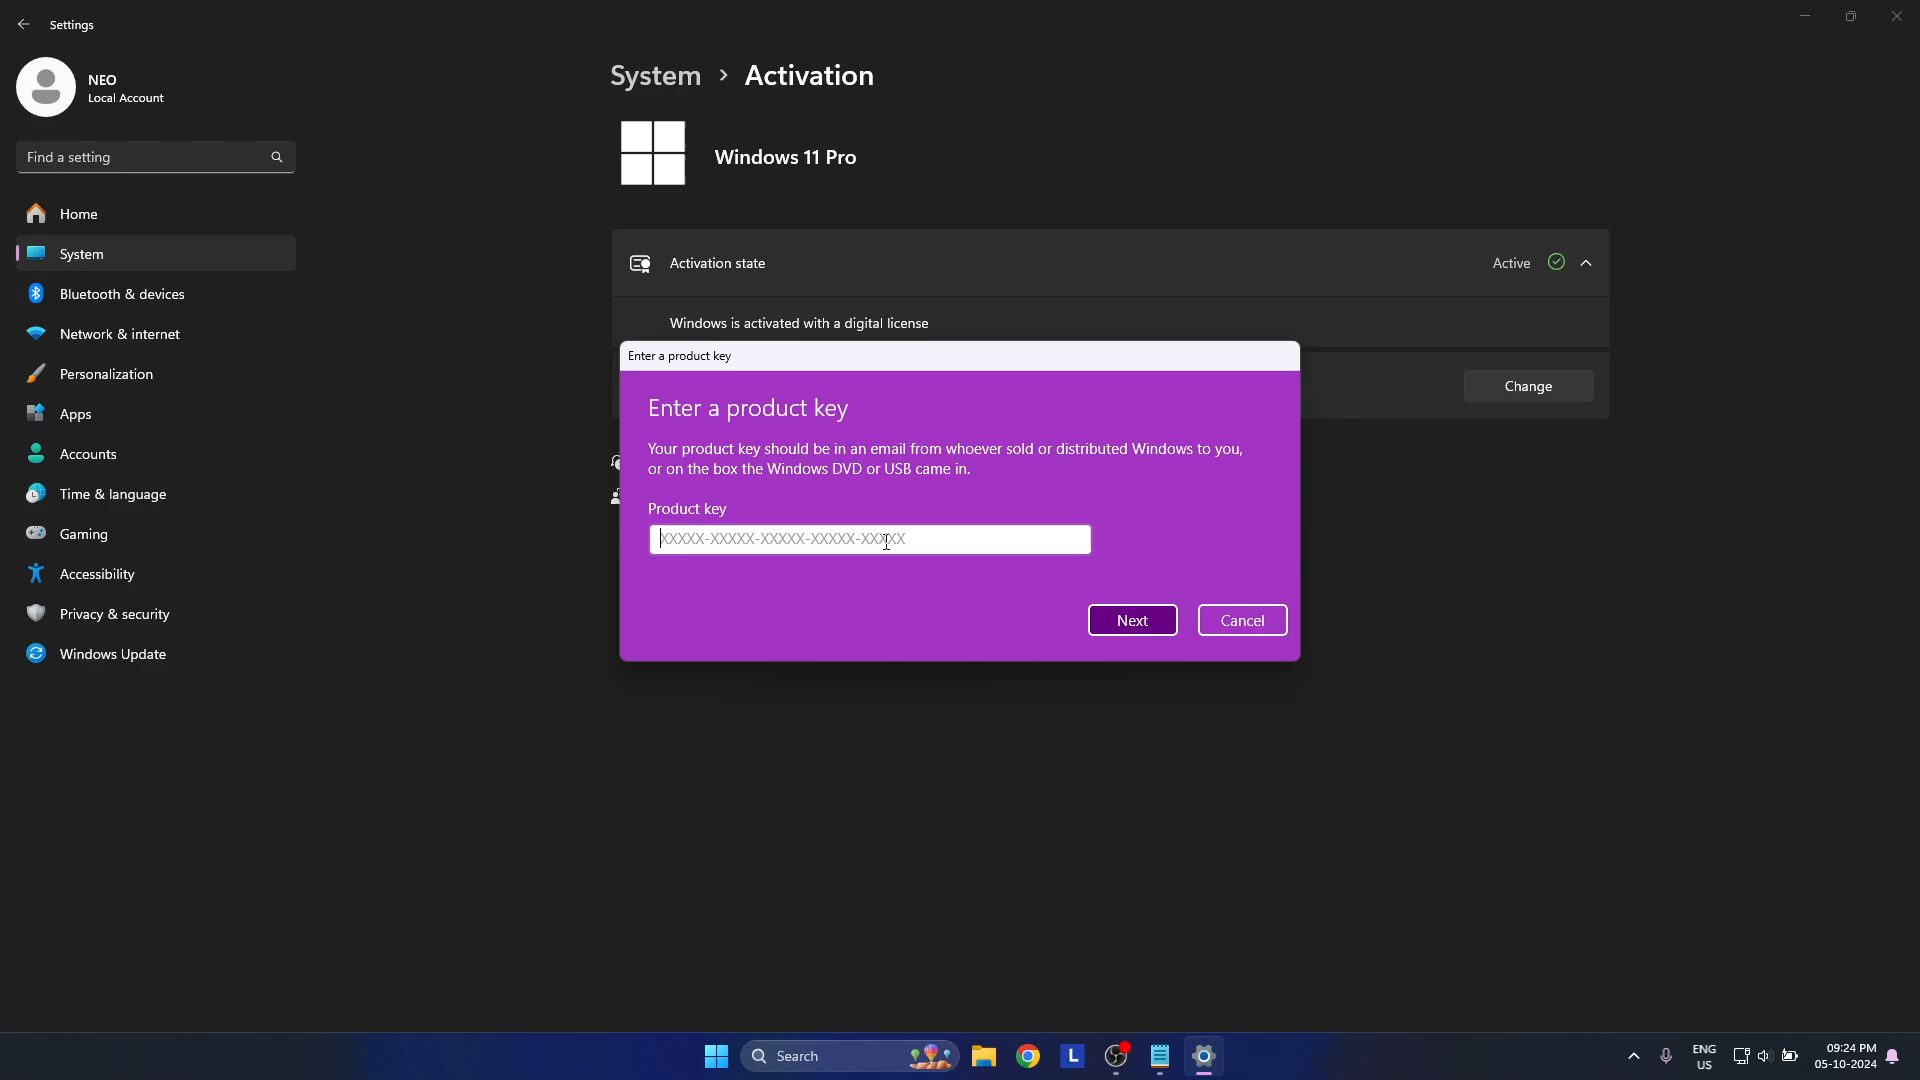 Settings
NEO
Local Account
Find a setting
Home
System
Bluetooth & devices
Network & internet
Personalization
Apps
Accounts
Time & language
Gaming
Accessibility
Privacy & security
Windows Update
System > Activation
Windows 11 Pro
Activation state
Active
Windows is activated with a digital license
Change
Enter a product key
Enter a product key
Your product key should be in an email from whoever sold or distributed Windows to you,
or on the box the Windows DVD or USB came in.
Product key
XXXXX-XXXXX-XXXXX-XXXXX-XXXXX
Next
Cancel
Search
L
ENG
US
09:24 PM
05-10-2024